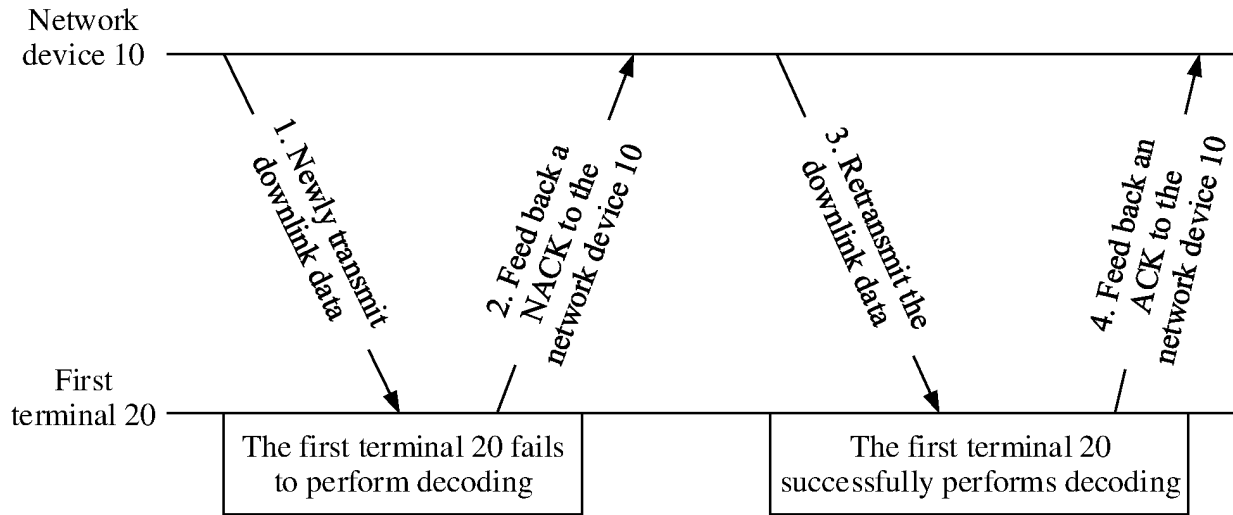 Network
device 10
1. Newly transmit
downlink data
2. Feed back a
NACK to the
network device 10
3. Retransmit the
downlink data
4. Feed back an
ACK to the
network device 10
First
terminal 20
The first terminal 20 fails
to perform decoding
The first terminal 20
successfully performs decoding